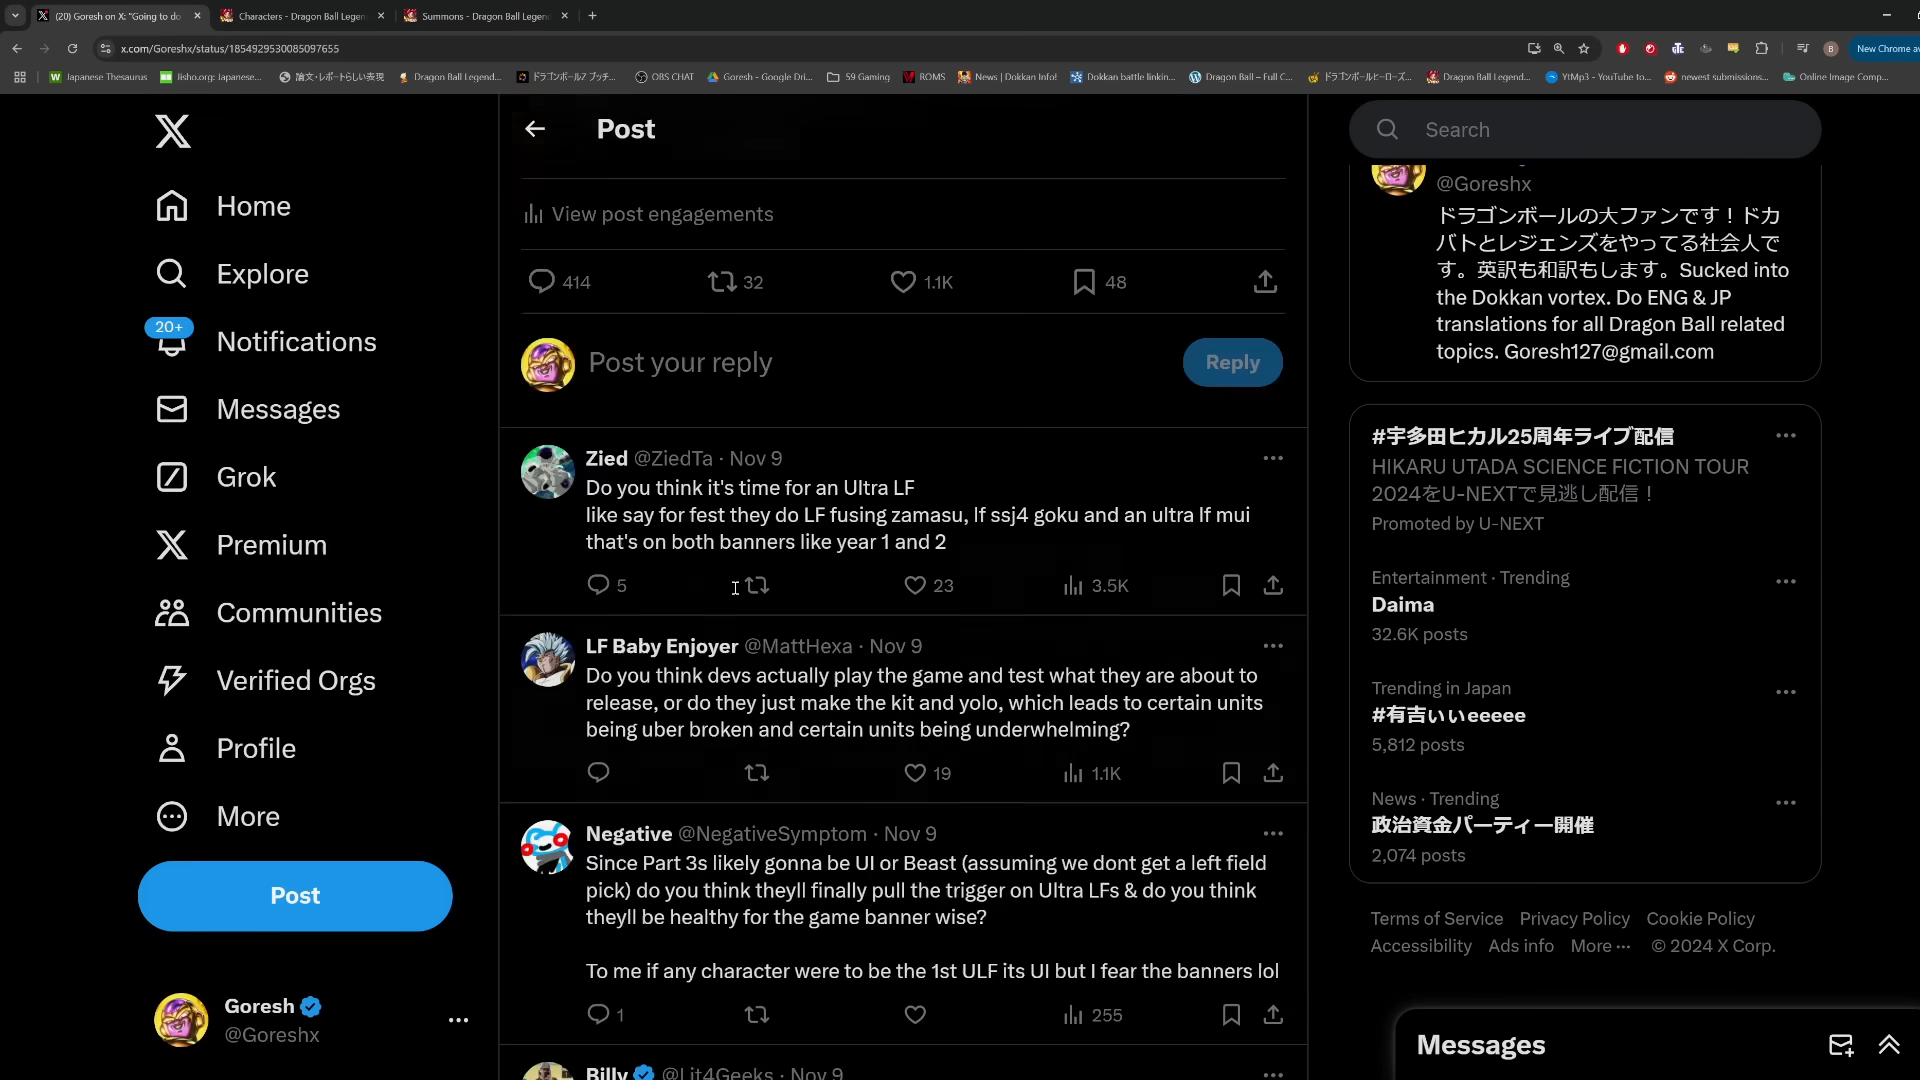 (20) Goresh on X: "Going to do
Characters - Dragon Ball Legen
Summons - Dragon Ball Legen
x.com/Goreshx/status/1854929530085097655
New Chrome av
Japanese Thesaurus
Jisho.org: Japanese...
論文・レポートらしい表現
Dragon Ball Legend...
ドラゴンボールZ ブッチ...
OBS CHAT
Goresh - Google Dri...
59 Gaming
ROMS
News | Dokkan Info!
Dokkan battle linkin...
Dragon Ball – Full C...
ドラゴンボールヒーローズ...
Dragon Ball Legend...
YtMp3 - YouTube to...
newest submissions...
Online Image Comp...
Home
Explore
20+
Notifications
Messages
Grok
Premium
Communities
Verified Orgs
Profile
More
Post
Goresh
@Goreshx
Post
View post engagements
414
32
1.1K
48
Post your reply
Reply
Zied @ZiedTa · Nov 9
Do you think it's time for an Ultra LF
like say for fest they do LF fusing zamasu, lf ssj4 goku and an ultra lf mui
that's on both banners like year 1 and 2
5
23
3.5K
LF Baby Enjoyer @MattHexa · Nov 9
Do you think devs actually play the game and test what they are about to
release, or do they just make the kit and yolo, which leads to certain units
being uber broken and certain units being underwhelming?
19
1.1K
Negative @NegativeSymptom · Nov 9
Since Part 3s likely gonna be UI or Beast (assuming we dont get a left field
pick) do you think theyll finally pull the trigger on Ultra LFs & do you think
theyll be healthy for the game banner wise?
To me if any character were to be the 1st ULF its UI but I fear the banners lol
1
255
Billy @Lit4Geeks · Nov 9
Search
@Goreshx
ドラゴンボールの大ファンです！ドカ
バトとレジェンズをやってる社会人で
す。英訳も和訳もします。Sucked into
the Dokkan vortex. Do ENG & JP
translations for all Dragon Ball related
topics. Goresh127@gmail.com
#宇多田ヒカル25周年ライブ配信
HIKARU UTADA SCIENCE FICTION TOUR
2024をU-NEXTで見逃し配信！
Promoted by U-NEXT
Entertainment · Trending
Daima
32.6K posts
Trending in Japan
#有吉ぃぃeeeee
5,812 posts
News · Trending
政治資金パーティー開催
2,074 posts
Terms of Service Privacy Policy Cookie Policy
Accessibility Ads info More ··· © 2024 X Corp.
Messages